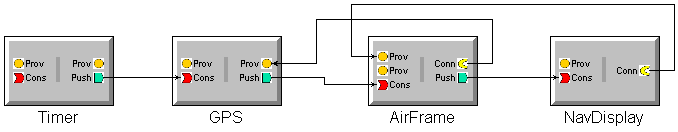 Prov Prov
Cons Push
Timer
Prov Prov
Cons Push
GPS
Prov Conn
Prov Push
Cons
AirFrame
Prov
Cons Conn
NavDisplay